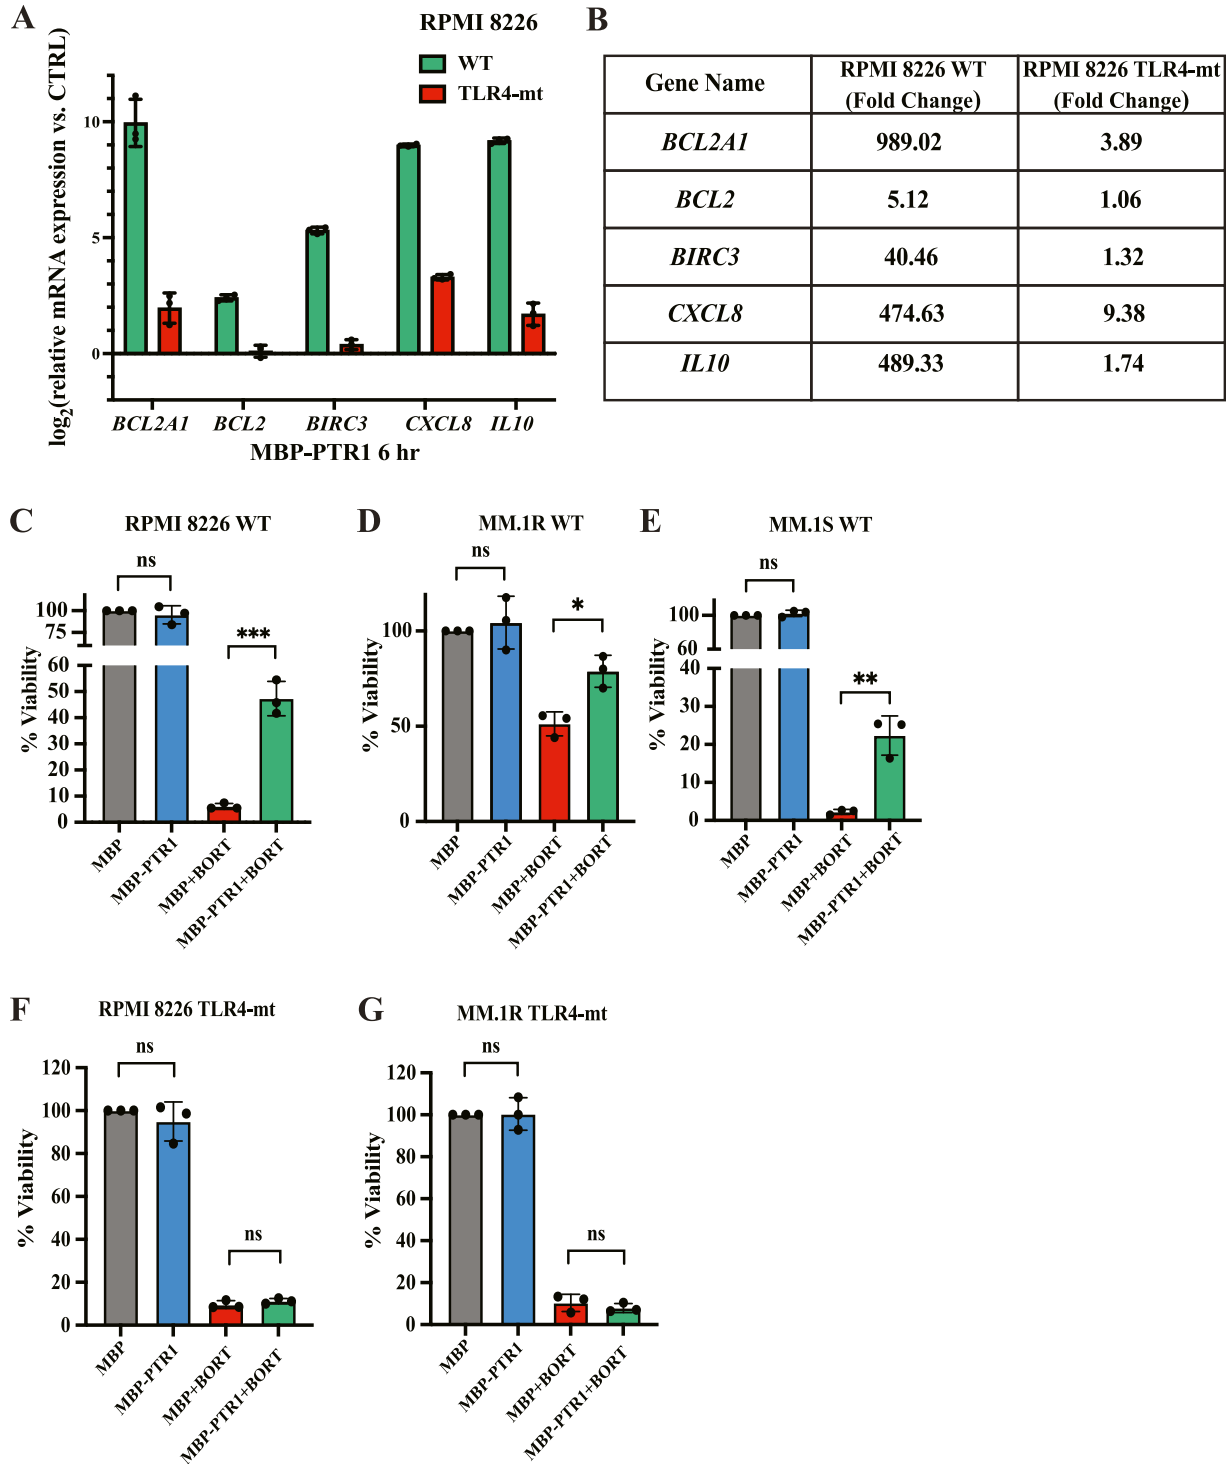 A
RPMI 8226
WT
TLR4-mt
log2(relative mRNA expression vs. CTRL)
10
5
0
BCL2A1 BCL2 BIRC3 CXCL8 IL10
MBP-PTR1 6 hr
B
Gene Name RPMI 8226 WT (Fold Change) RPMI 8226 TLR4-mt (Fold Change)
BCL2A1 989.02 3.89
BCL2 5.12 1.06
BIRC3 40.46 1.32
CXCL8 474.63 9.38
IL10 489.33 1.74
C
RPMI 8226 WT
ns
***
% Viability
100
75
60
50
40
30
20
10
0
MBP
MBP-PTR1
MBP+BORT
MBP-PTR1+BORT
D
MM.1R WT
ns
*
% Viability
100
50
0
MBP
MBP-PTR1
MBP+BORT
MBP-PTR1+BORT
E
MM.1S WT
ns
**
% Viability
100
60
40
30
20
10
0
MBP
MBP-PTR1
MBP+BORT
MBP-PTR1+BORT
F
RPMI 8226 TLR4-mt
ns
ns
% Viability
120
100
80
60
40
20
0
MBP
MBP-PTR1
MBP+BORT
MBP-PTR1+BORT
G
MM.1R TLR4-mt
ns
ns
% Viability
120
100
80
60
40
20
0
MBP
MBP-PTR1
MBP+BORT
MBP-PTR1+BORT